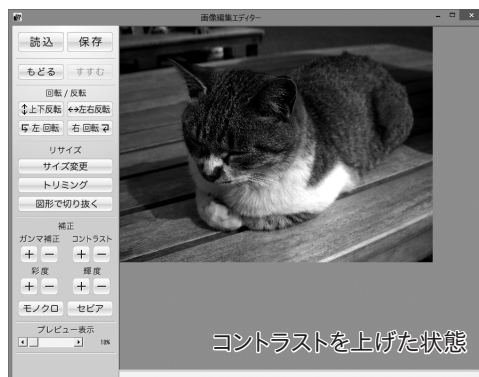 画像編集エディター
読込 保存
もどる すすむ
回転 / 反転
上下反転 左右反転
左 回転 右 回転
リサイズ
サイズ変更
トリミング
図形で切り抜く
補正
ガンマ補正 コントラスト
+ − + −
彩度 輝度
+ − + −
モノクロ セピア
プレビュー表示
コントラストを上げた状態